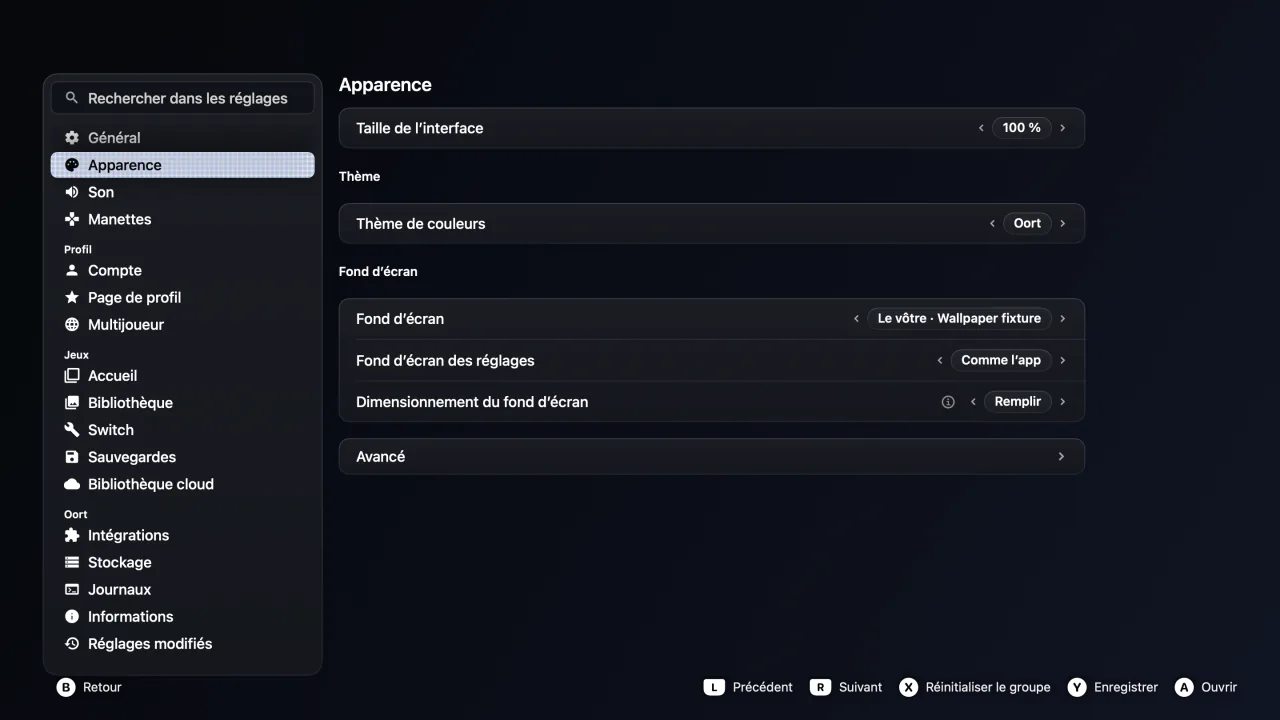 Rechercher dans les réglages
Général
Apparence
Son
Manettes
Profil
Compte
Page de profil
Multijoueur
Jeux
Accueil
Bibliothèque
Switch
Sauvegardes
Bibliothèque cloud
Oort
Intégrations
Stockage
Journaux
Informations
Réglages modifiés
Apparence
Taille de l’interface 100 %
Thème
Thème de couleurs Oort
Fond d’écran
Fond d’écran Le vôtre · Wallpaper fixture
Fond d’écran des réglages Comme l’app
Dimensionnement du fond d’écran Remplir
Avancé
B Retour L Précédent R Suivant X Réinitialiser le groupe Y Enregistrer A Ouvrir